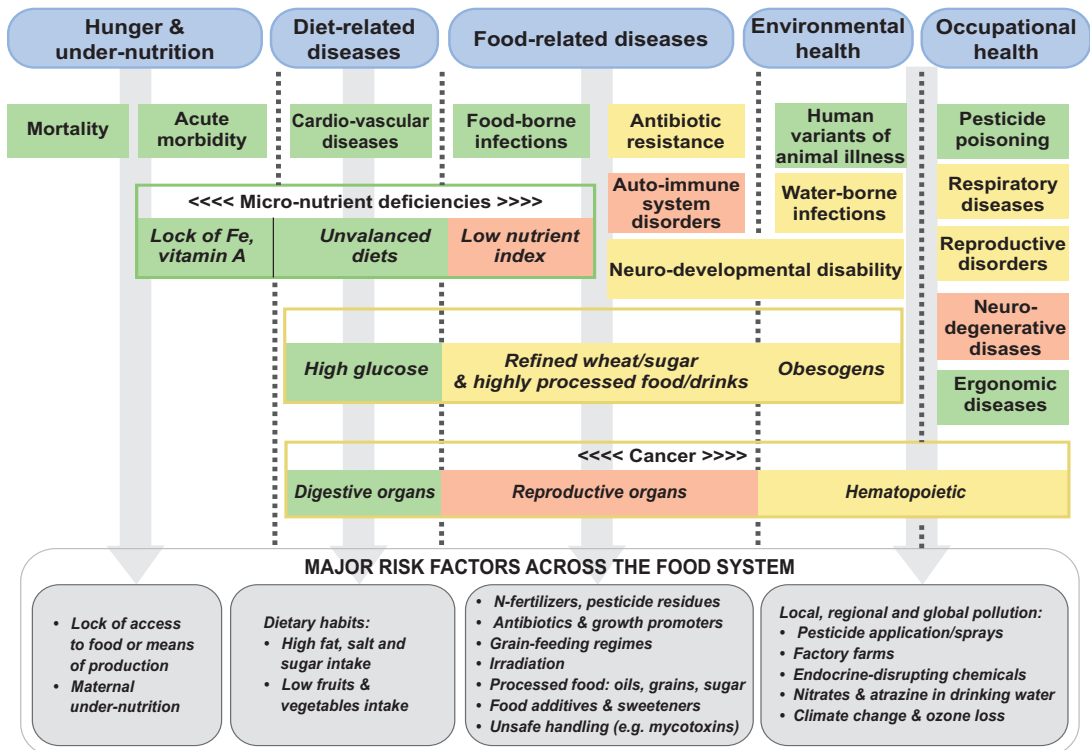 Hunger &
under-nutrition
Diet-related
diseases
Food-related diseases
Environmental
health
Occupational
health
Mortality
Acute
morbidity
Cardio-vascular
diseases
Food-borne
infections
Antibiotic
resistance
Human
variants of
animal illness
Pesticide
poisoning
<<<< Micro-nutrient deficiencies >>>>
Lock of Fe,
vitamin A
Unvalanced
diets
Low nutrient
index
Auto-immune
system
disorders
Water-borne
infections
Respiratory
diseases
Neuro-developmental disability
Reproductive
disorders
High glucose
Refined wheat/sugar
& highly processed food/drinks
Obesogens
Neuro-
degenerative
disases
Ergonomic
diseases
<<<< Cancer >>>>
Digestive organs
Reproductive organs
Hematopoietic
MAJOR RISK FACTORS ACROSS THE FOOD SYSTEM
• Lack of access
to food or means
of production
• Maternal
under-nutrition
Dietary habits:
• High fat, salt and
sugar intake
• Low fruits &
vegetables intake
• N-fertilizers, pesticide residues
• Antibiotics & growth promoters
• Grain-feeding regimes
• Irradiation
• Processed food: oils, grains, sugar
• Food additives & sweeteners
• Unsafe handling (e.g. mycotoxins)
Local, regional and global pollution:
• Pesticide application/sprays
• Factory farms
• Endocrine-disrupting chemicals
• Nitrates & atrazine in drinking water
• Climate change & ozone loss